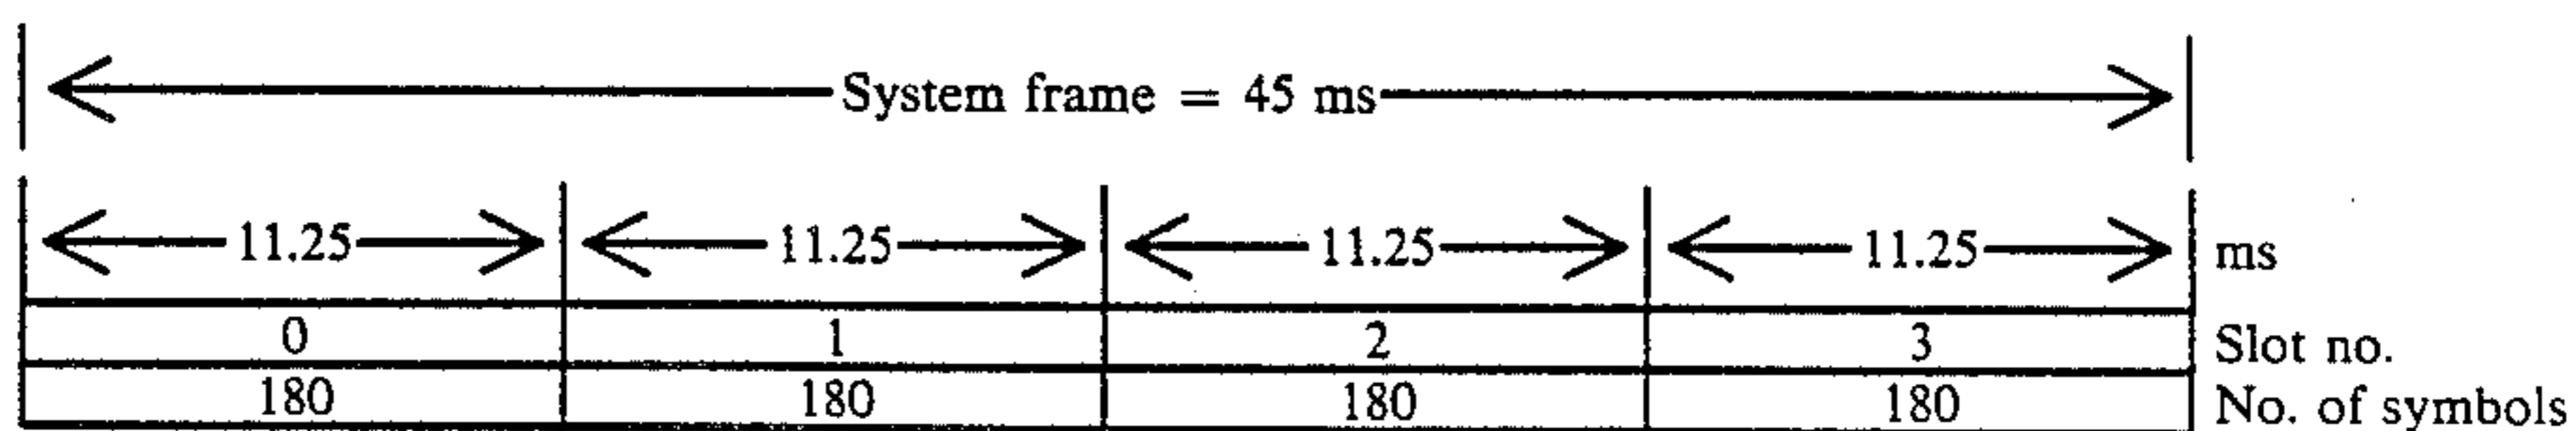 System frame = 45 ms
11.25 11.25 11.25 11.25 ms
0 1 2 3 Slot no.
180 180 180 180 No. of symbols